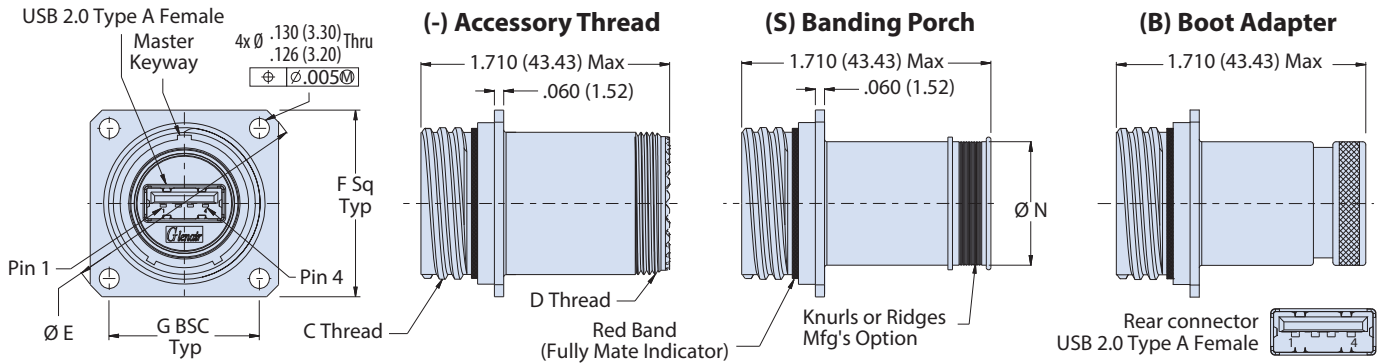 USB 2.0 Type A Female
Master
Keyway
4x Ø .130 (3.30) Thru
.126 (3.20)
⌖ Ø.005Ⓜ
F Sq
Typ
Glenair
Pin 1
Pin 4
Ø E
G BSC
Typ
(-) Accessory Thread
1.710 (43.43) Max
.060 (1.52)
C Thread
D Thread
(S) Banding Porch
1.710 (43.43) Max
.060 (1.52)
Ø N
Red Band
(Fully Mate Indicator)
Knurls or Ridges
Mfg's Option
(B) Boot Adapter
1.710 (43.43) Max
Rear connector
USB 2.0 Type A Female
1 4